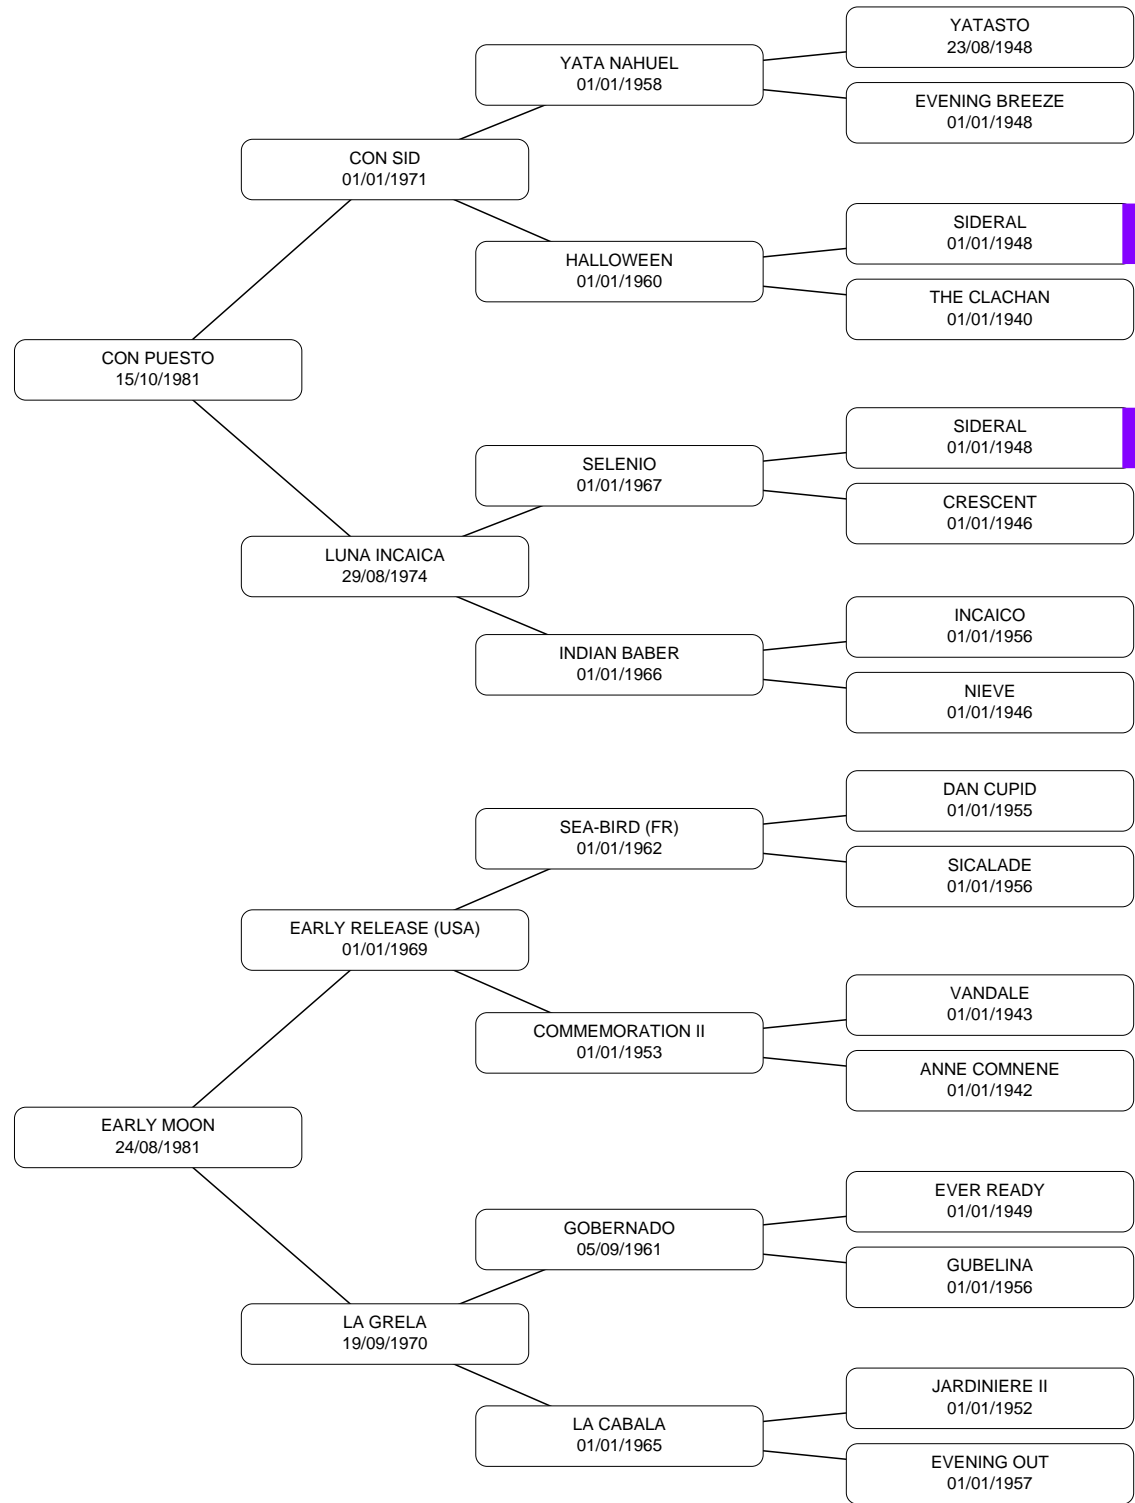 YATASTO
23/08/1948
YATA NAHUEL
01/01/1958
EVENING BREEZE
01/01/1948
CON SID
01/01/1971
SIDERAL
01/01/1948
HALLOWEEN
01/01/1960
THE CLACHAN
01/01/1940
CON PUESTO
15/10/1981
SIDERAL
01/01/1948
SELENIO
01/01/1967
CRESCENT
01/01/1946
LUNA INCAICA
29/08/1974
INCAICO
01/01/1956
INDIAN BABER
01/01/1966
NIEVE
01/01/1946
DAN CUPID
01/01/1955
SEA-BIRD (FR)
01/01/1962
SICALADE
01/01/1956
EARLY RELEASE (USA)
01/01/1969
VANDALE
01/01/1943
COMMEMORATION II
01/01/1953
ANNE COMNENE
01/01/1942
EARLY MOON
24/08/1981
EVER READY
01/01/1949
GOBERNADO
05/09/1961
GUBELINA
01/01/1956
LA GRELA
19/09/1970
JARDINIERE II
01/01/1952
LA CABALA
01/01/1965
EVENING OUT
01/01/1957